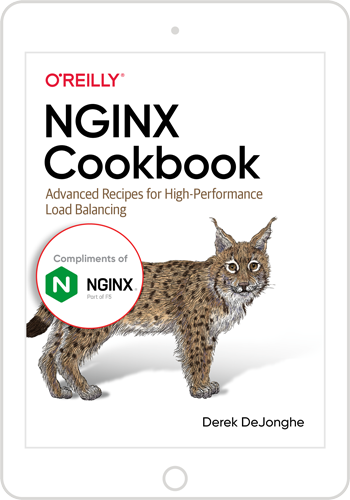 O'REILLY®
NGINX
Cookbook
Advanced Recipes for High-Performance
Load Balancing
Compliments of
N NGINX
Part of F5
Derek DeJonghe